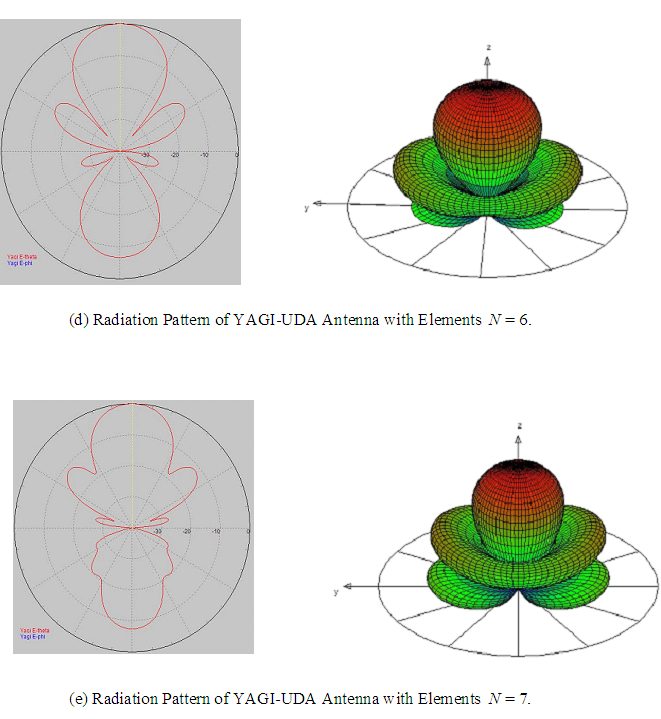 z
y
-30 -20 -10 0
Yagi E-theta
Yagi E-phi
(d) Radiation Pattern of YAGI-UDA Antenna with Elements N = 6.
z
y
-30 -20 -10 0
Yagi E-theta
Yagi E-phi
(e) Radiation Pattern of YAGI-UDA Antenna with Elements N = 7.